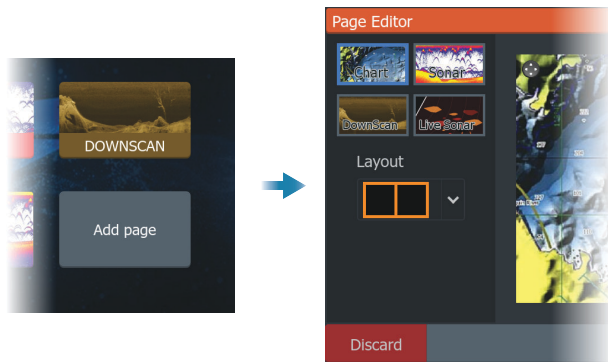 DOWNSCAN
Add page
Page Editor
Chart
Sonar
DownScan
Live Sonar
Layout
Discard